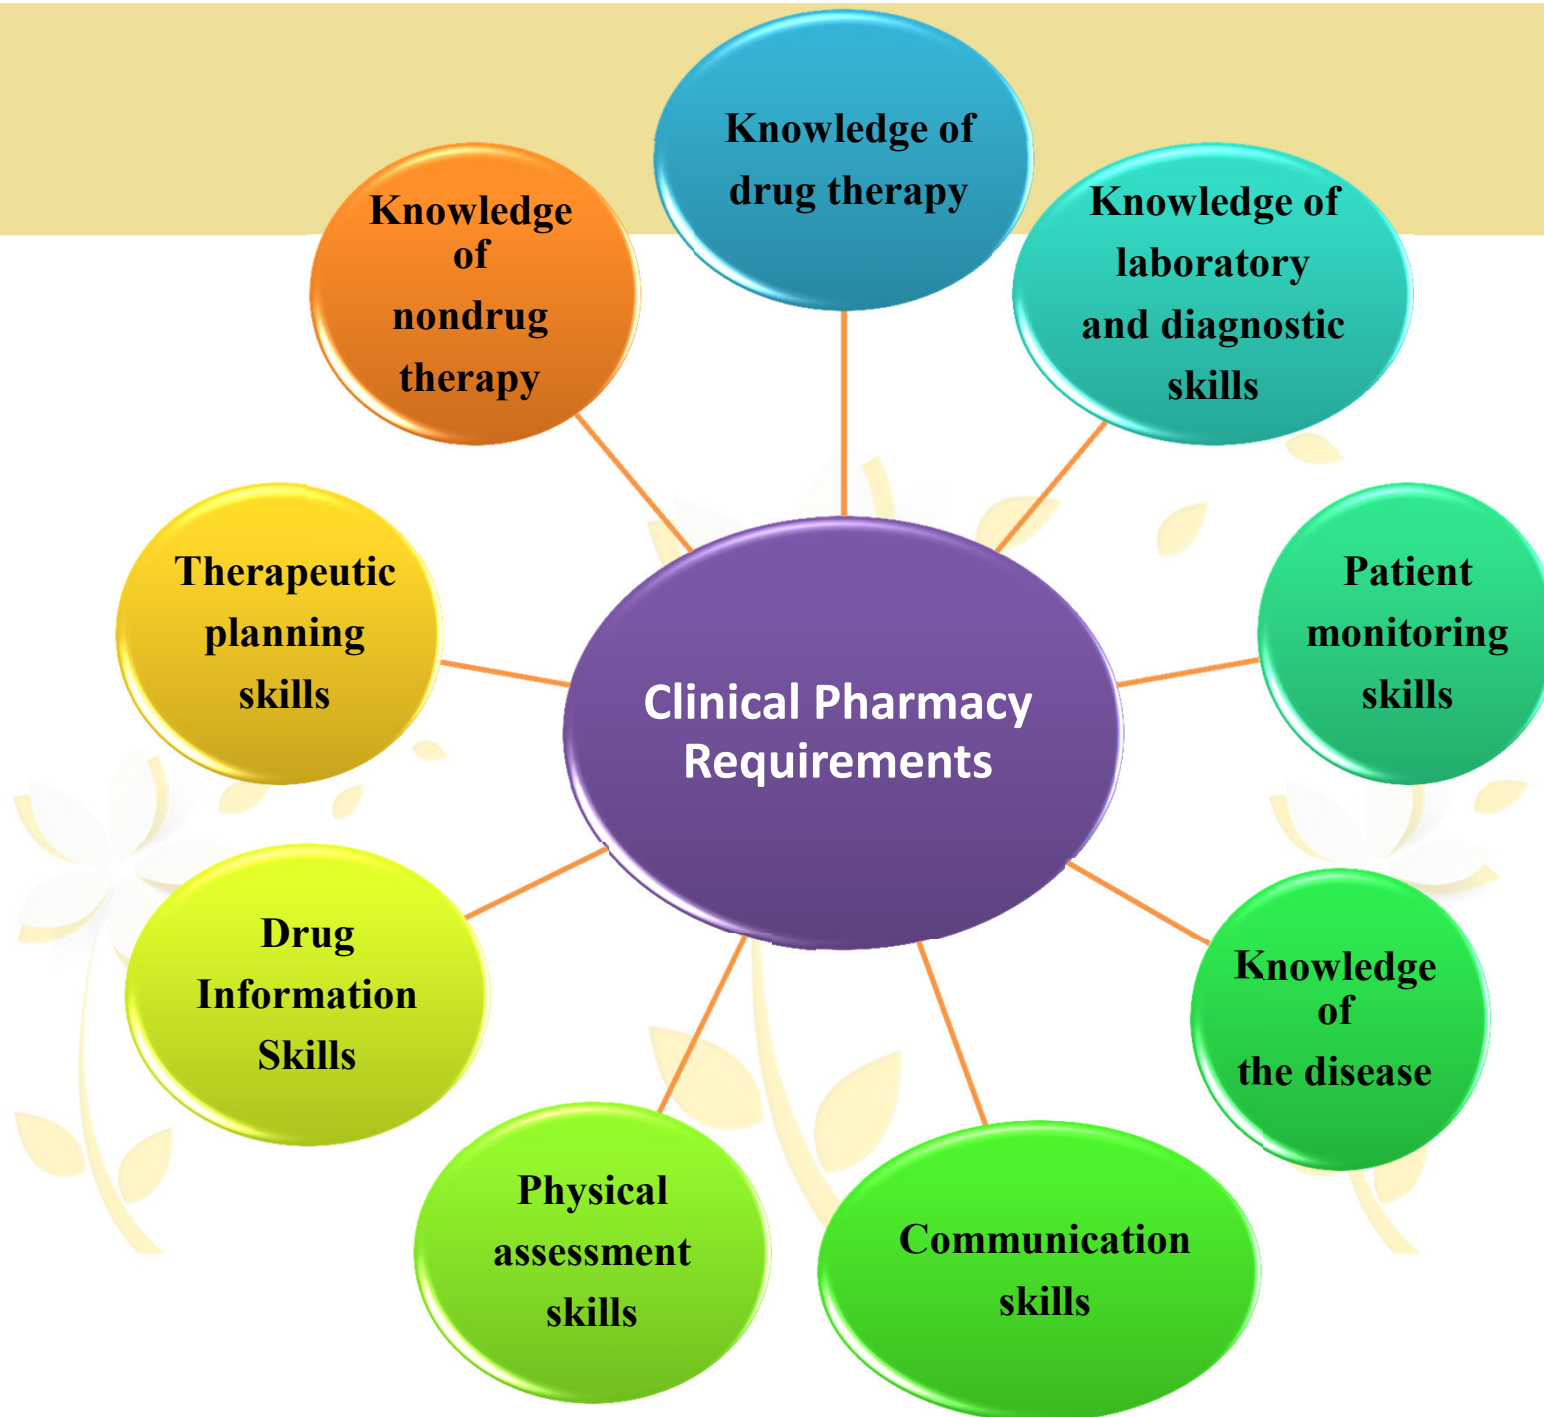 Knowledge of
drug therapy
Knowledge of
laboratory
and diagnostic
skills
Patient
monitoring
skills
Knowledge
of
the disease
Communication
skills
Physical
assessment
skills
Drug
Information
Skills
Therapeutic
planning
skills
Knowledge
of
nondrug
therapy
Clinical Pharmacy
Requirements